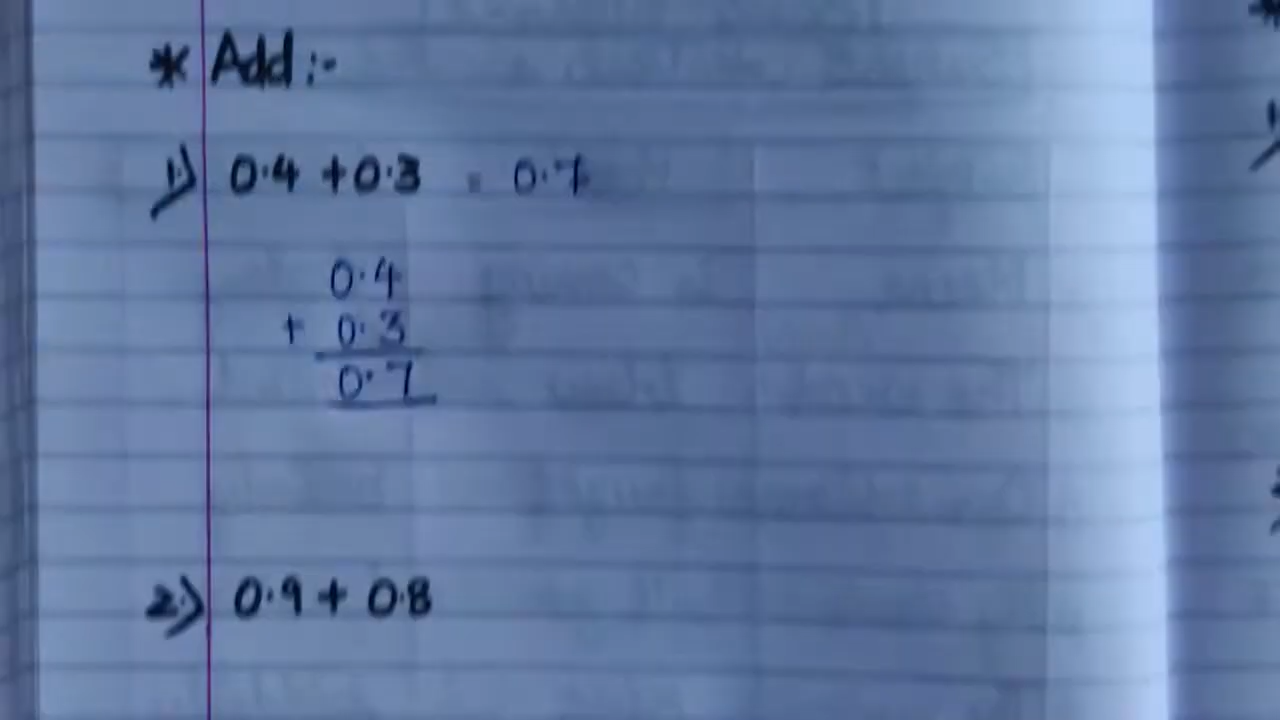 * Add :-
1) 0.4 + 0.3 = 0.7
0.4
+ 0.3
0.7
2) 0.9 + 0.8